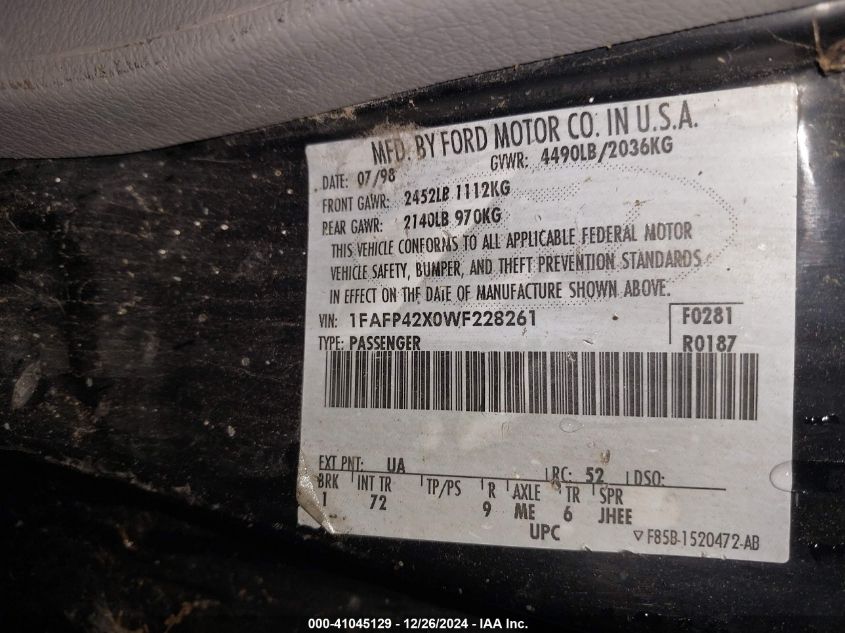 MFD. BY FORD MOTOR CO. IN U.S.A.
DATE: 07/98 GVWR: 4490LB/2036KG
FRONT GAWR: 2452LB 1112KG
REAR GAWR: 2140LB 970KG
THIS VEHICLE CONFORMS TO ALL APPLICABLE FEDERAL MOTOR
VEHICLE SAFETY, BUMPER, AND THEFT PREVENTION STANDARDS
IN EFFECT ON THE DATE OF MANUFACTURE SHOWN ABOVE.
VIN: 1FAFP42X0WF228261 F0281
TYPE: PASSENGER R0187
EXT PNT: UA RC: 52 DSO:
BRK INT TR TP/PS R AXLE TR SPR
1 72 9 ME 6 JHEE
UPC ▽ F85B-1520472-AB
000-41045129 - 12/26/2024 - IAA Inc.